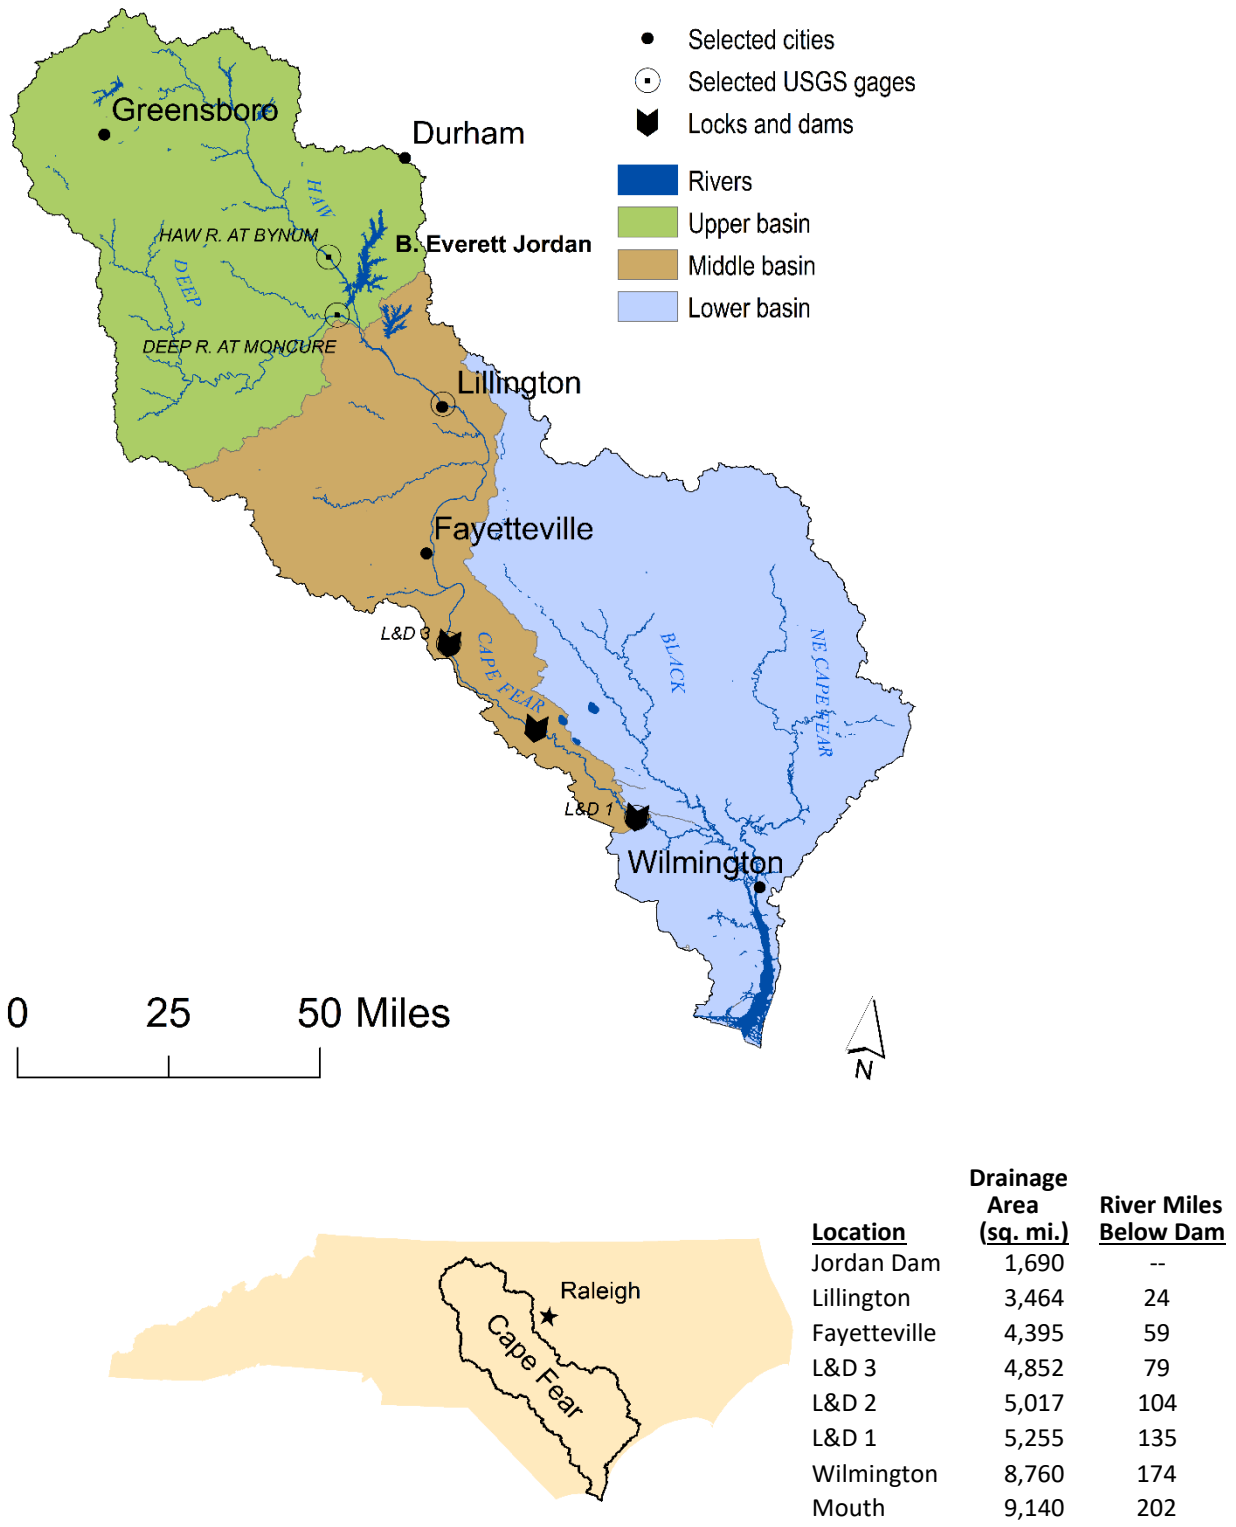 Selected cities
Selected USGS gages
Locks and dams
Rivers
Upper basin
Middle basin
Lower basin
Greensboro
Durham
HAW
HAW R. AT BYNUM
B. Everett Jordan
DEEP
DEEP R. AT MONCURE
Lillington
Fayetteville
L&D 3
CAPE FEAR
BLACK
NE CAPE FEAR
L&D 1
Wilmington
0 25 50 Miles
N
Raleigh
Cape Fear
Drainage
Area River Miles
Location (sq. mi.) Below Dam
Jordan Dam 1,690 --
Lillington 3,464 24
Fayetteville 4,395 59
L&D 3 4,852 79
L&D 2 5,017 104
L&D 1 5,255 135
Wilmington 8,760 174
Mouth 9,140 202